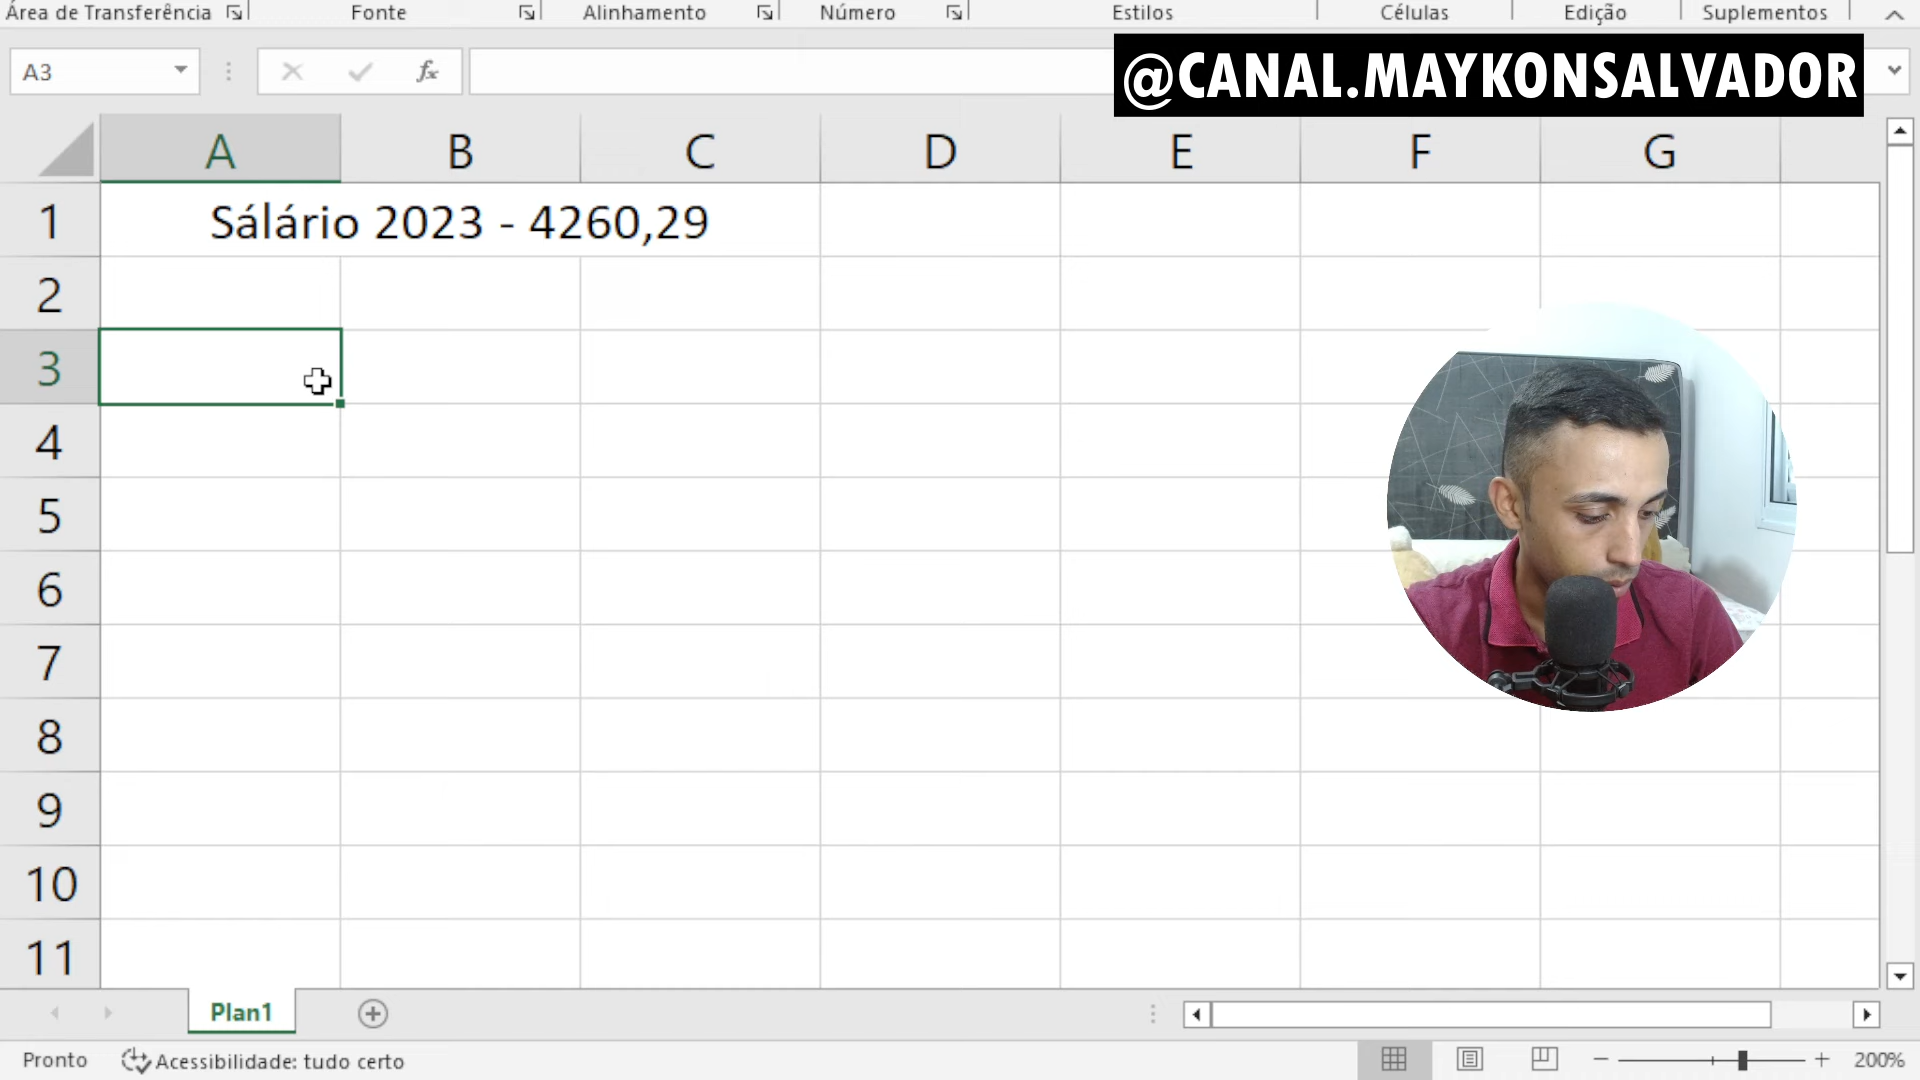 Área de Transferência Fonte Alinhamento Número Estilos Células Edição Suplementos
A3 fx @CANAL.MAYKONSALVADOR
A B C D E F G
1 Sálário 2023 - 4260,29
2
3
4
5
6
7
8
9
10
11
Plan1
Pronto Acessibilidade: tudo certo 200%